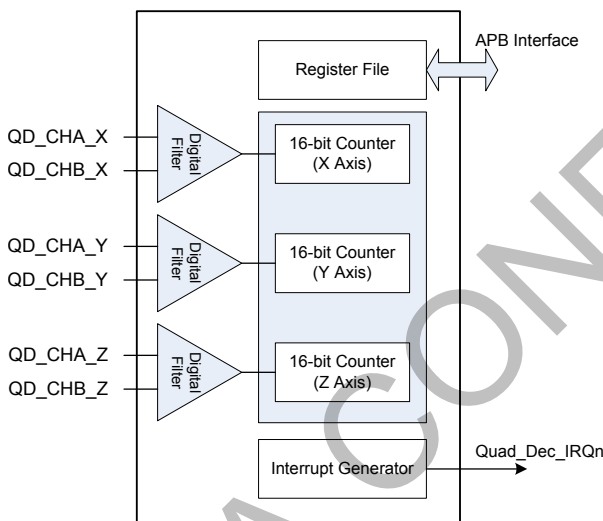 APB Interface
Register File
QD_CHA_X
QD_CHB_X
Digital
Filter
16-bit Counter
(X Axis)
QD_CHA_Y
QD_CHB_Y
Digital
Filter
16-bit Counter
(Y Axis)
QD_CHA_Z
QD_CHB_Z
Digital
Filter
16-bit Counter
(Z Axis)
Interrupt Generator
Quad_Dec_IRQn